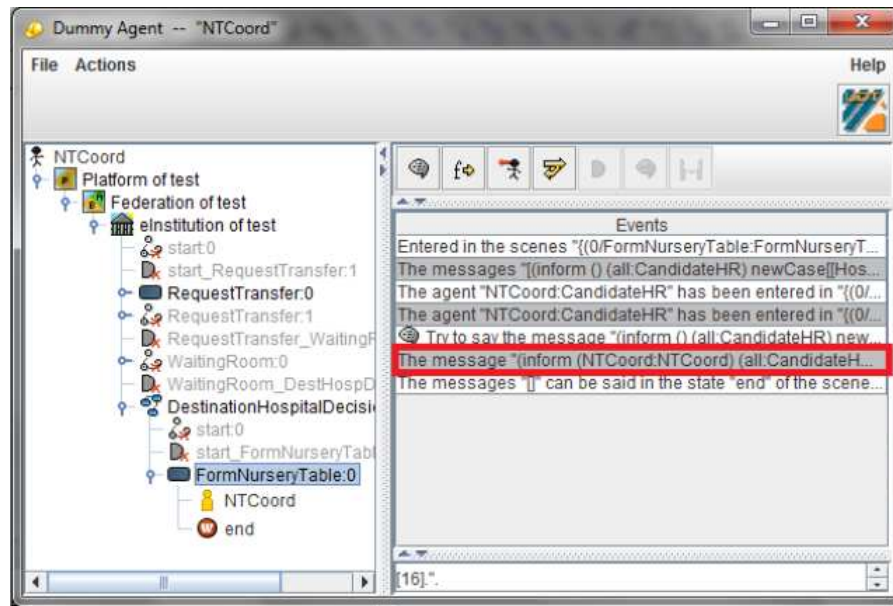 Dummy Agent -- "NTCoord"
File Actions
Help
NTCoord
Platform of test
Federation of test
eInstitution of test
start:0
start_RequestTransfer:1
RequestTransfer:0
RequestTransfer:1
RequestTransfer_WaitingR
WaitingRoom:0
WaitingRoom_DestHospD
DestinationHospitalDecisi
start:0
start_FormNurseryTabl
FormNurseryTable:0
NTCoord
end
Events
Entered in the scenes "{(0/FormNurseryTable:FormNurseryT...
The messages "[(inform () (all:CandidateHR) newCase[[Hos...
The agent "NTCoord:CandidateHR" has been entered in "{(0/...
The agent "NTCoord:CandidateHR" has been entered in "{(0/...
Try to say the message "(inform () (all:CandidateHR) new...
The message "(inform (NTCoord:NTCoord) (all:CandidateH...
The messages "[]" can be said in the state "end" of the scene...
[16].".